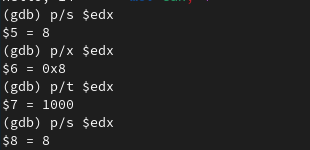 (gdb) p/s $edx
$5 = 8
(gdb) p/x $edx
$6 = 0x8
(gdb) p/t $edx
$7 = 1000
(gdb) p/s $edx
$8 = 8